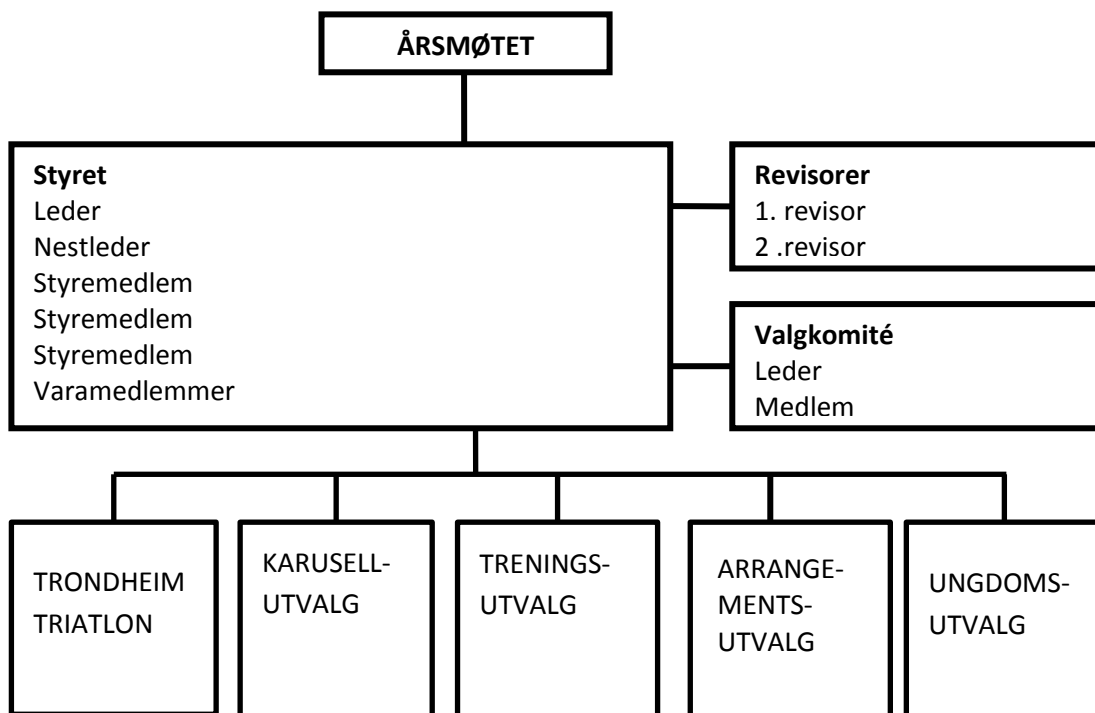 ÅRSMØTET
Styret
Leder
Nestleder
Styremedlem
Styremedlem
Styremedlem
Varamedlemmer
Revisorer
1. revisor
2 .revisor
Valgkomité
Leder
Medlem
TRONDHEIM
TRIATLON
KARUSELL-
UTVALG
TRENINGS-
UTVALG
ARRANGE-
MENTS-
UTVALG
UNGDOMS-
UTVALG